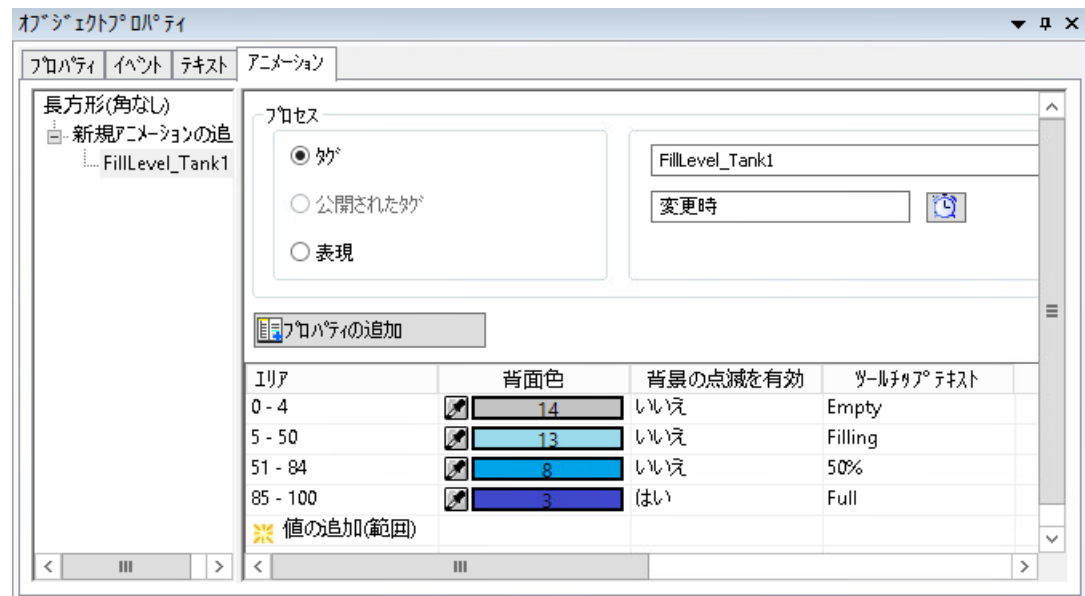 ｵﾌﾞｼﾞｪｸﾄﾌﾟﾛﾊﾟﾃｨ
ﾌﾟﾛﾊﾟﾃｨ ｲﾍﾞﾝﾄ ﾃｷｽﾄ ｱﾆﾒｰｼｮﾝ
長方形(角なし)
新規ｱﾆﾒｰｼｮﾝの追
FillLevel_Tank1
ﾌﾟﾛｾｽ
ﾀｸﾞ
公開されたﾀｸﾞ
表現
FillLevel_Tank1
変更時
ﾌﾟﾛﾊﾟﾃｨの追加
ｴﾘｱ 背面色 背景の点滅を有効 ﾂｰﾙﾁｯﾌﾟﾃｷｽﾄ
0 - 4 14 いいえ Empty
5 - 50 13 いいえ Filling
51 - 84 8 いいえ 50%
85 - 100 3 はい Full
値の追加(範囲)